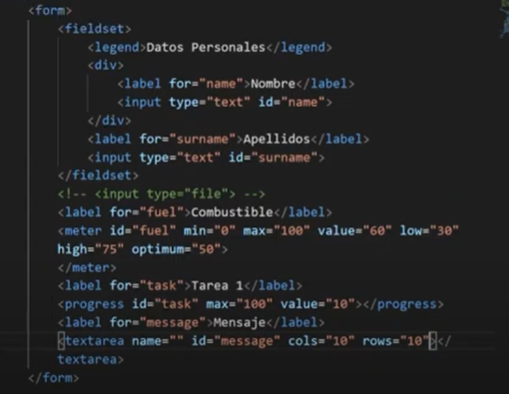 <form>
<fieldset>
<legend>Datos Personales</legend>
<div>
<label for="name">Nombre</label>
<input type="text" id="name">
</div>
<label for="surname">Apellidos</label>
<input type="text" id="surname">
</fieldset>
<!-- <input type="file"> -->
<label for="fuel">Combustible</label>
<meter id="fuel" min="0" max="100" value="60" low="30"
high="75" optimum="50">
</meter>
<label for="task">Tarea 1</label>
<progress id="task" max="100" value="10"></progress>
<label for="message">Mensaje</label>
<textarea name="" id="message" cols="10" rows="10"></
textarea>
</form>